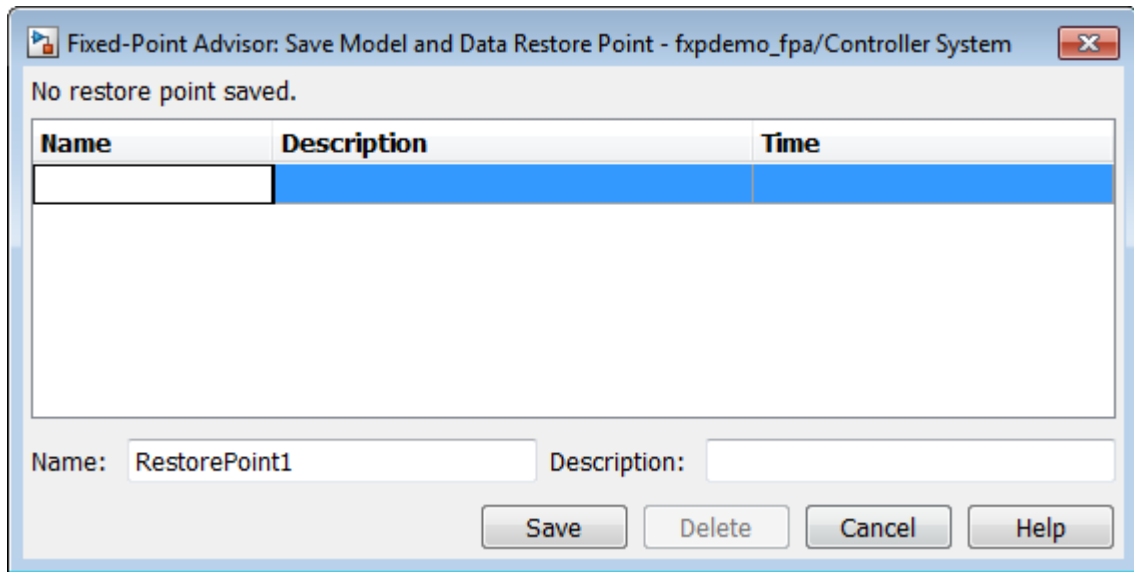 Fixed-Point Advisor: Save Model and Data Restore Point - fxpdemo_fpa/Controller System
No restore point saved.
Name Description Time
Name: RestorePoint1 Description:
Save Delete Cancel Help